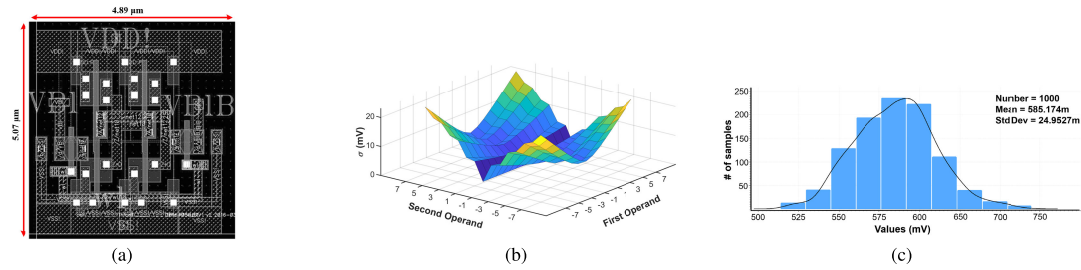 4.89 μm
5.07 μm
VDD!
VDD!
VDD!
VB1
VB1B
(a)
20
10
0
σ (mV)
7 5 3 1 -1 -3 -5 -7
Second Operand
-7 -5 -3 -1 1 3 5 7
First Operand
(b)
250
200
150
100
50
# of samples
Number = 1000
Mean = 585.174m
StdDev = 24.9527m
500 525 550 575 600 650 700 750
Values (mV)
(c)